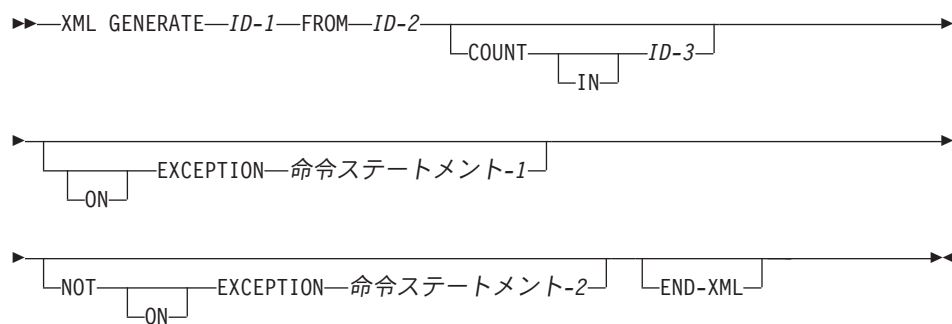 XML GENERATE ID-1 FROM ID-2
COUNT ID-3
IN
EXCEPTION 命令ステートメント-1
ON
NOT EXCEPTION 命令ステートメント-2 END-XML
ON